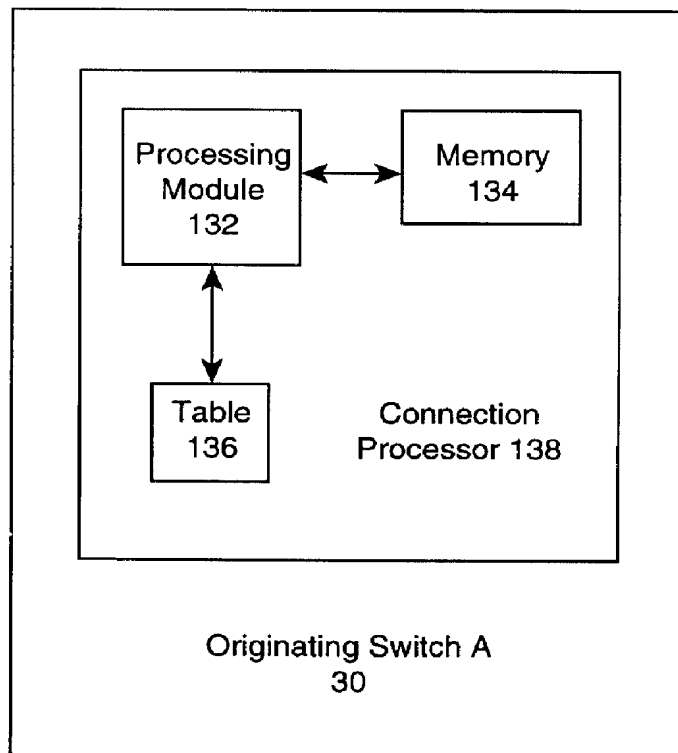 Processing
Module
132
Memory
134
Table
136
Connection
Processor 138
Originating Switch A
30